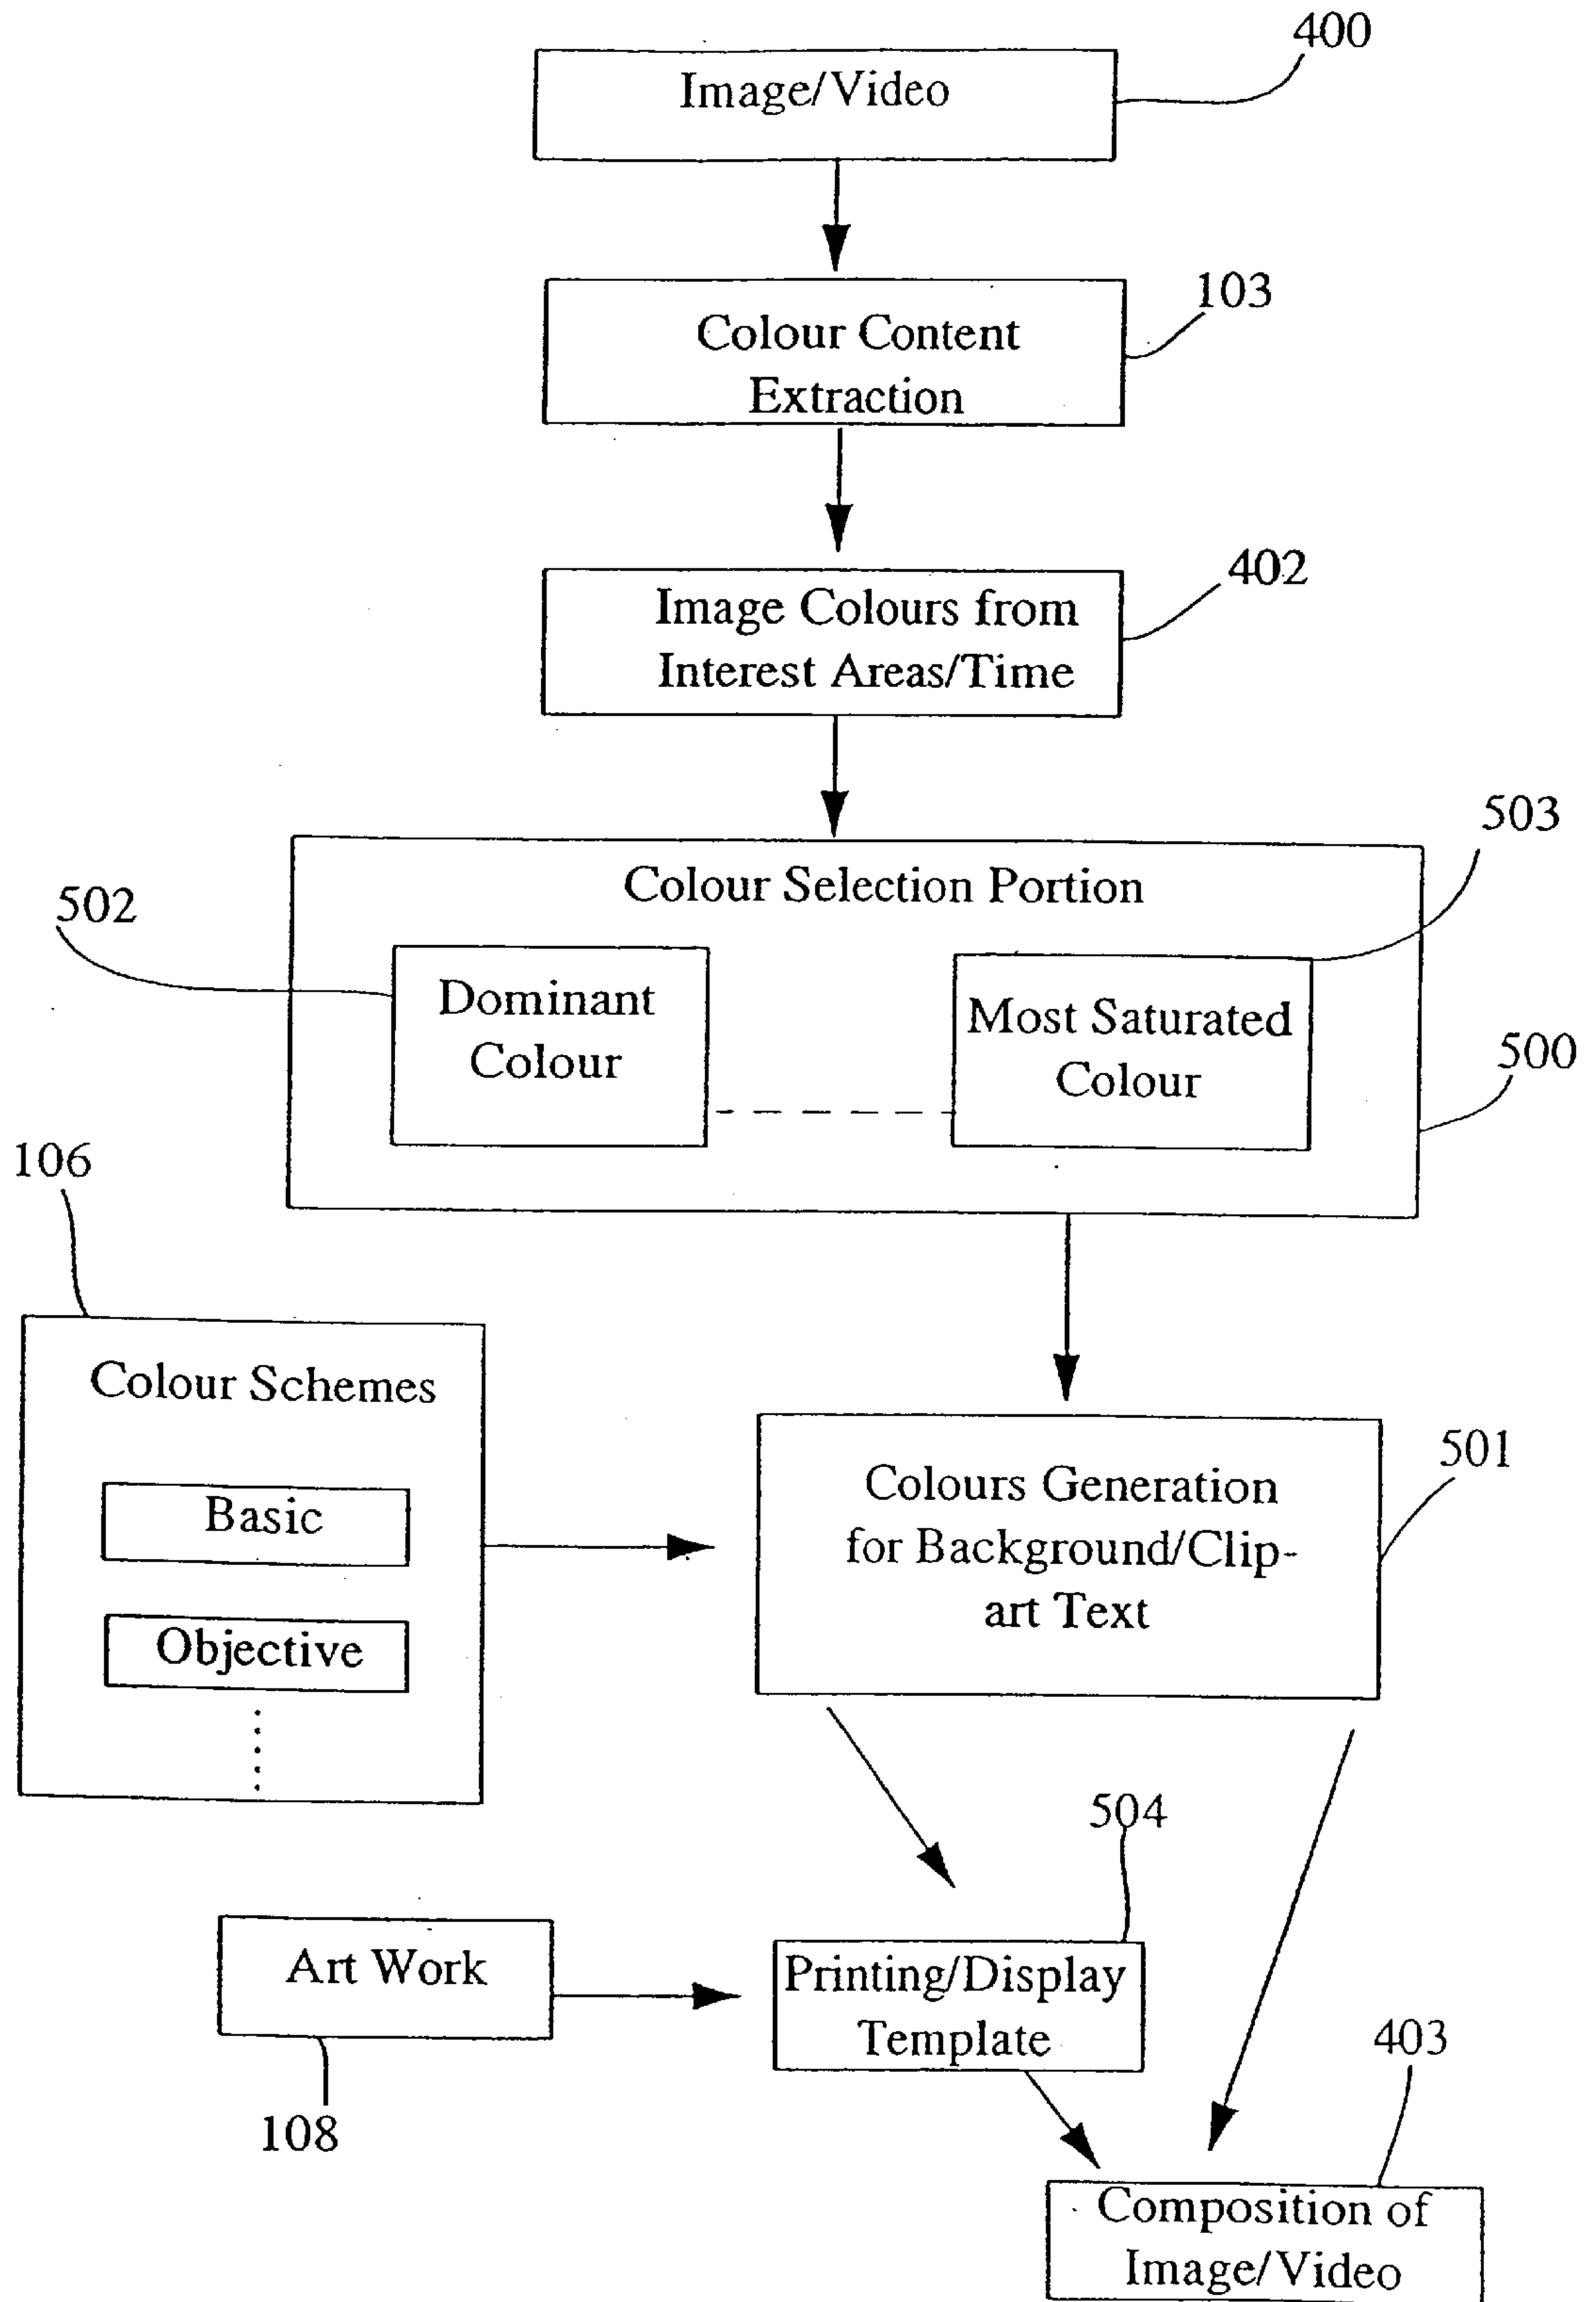 400
Image/Video
103
Colour Content
Extraction
402
Image Colours from
Interest Areas/Time
503
Colour Selection Portion
502
Dominant
Colour
Most Saturated
Colour
500
106
Colour Schemes
Basic
Objective
501
Colours Generation
for Background/Clip-
art Text
504
Art Work
108
Printing/Display
Template
403
Composition of
Image/Video